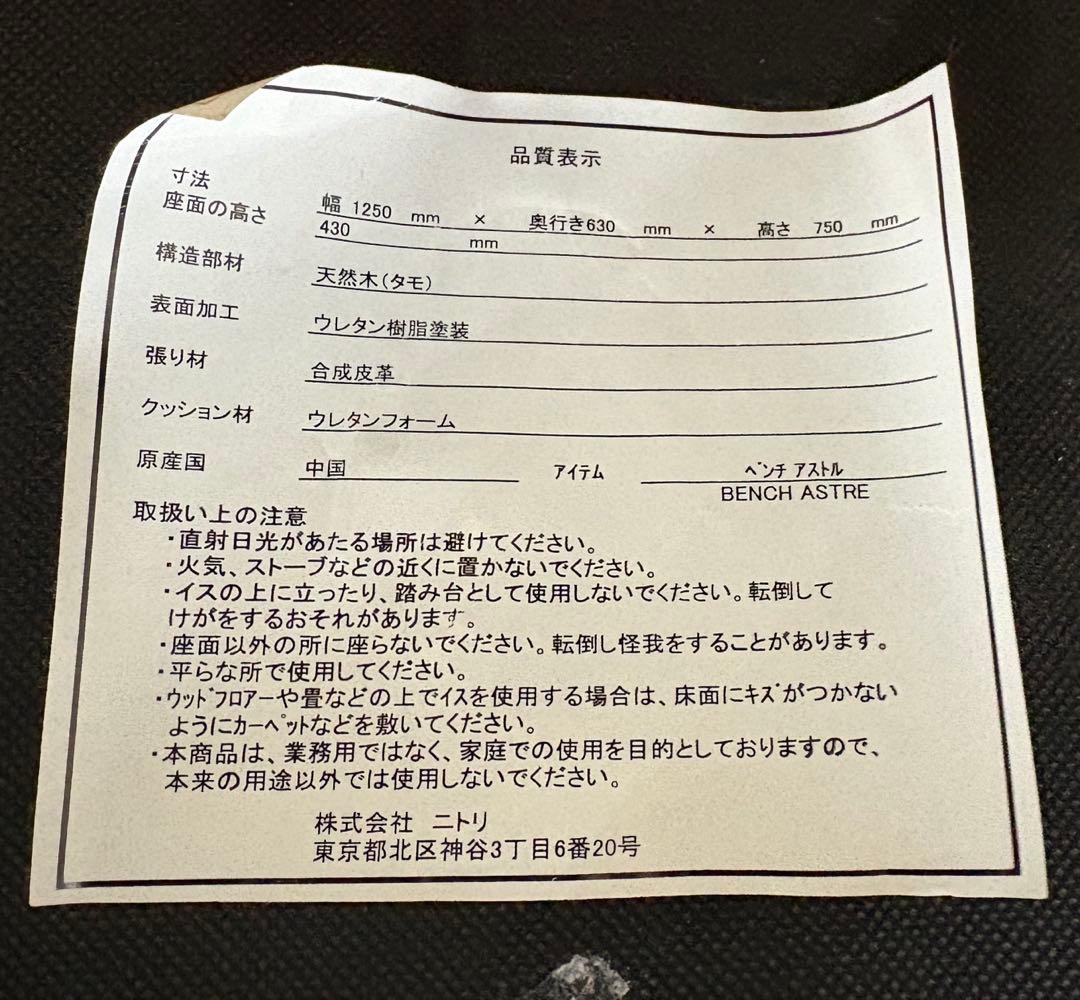 品質表示
寸法 幅 1250 mm × 奥行き630 mm × 高さ 750 mm
座面の高さ 430 mm
構造部材 天然木(タモ)
表面加工 ウレタン樹脂塗装
張り材 合成皮革
クッション材 ウレタンフォーム
原産国 中国 アイテム ベンチ アストル
BENCH ASTRE
取扱い上の注意
・直射日光があたる場所は避けてください。
・火気、ストーブなどの近くに置かないでください。
・イスの上に立ったり、踏み台として使用しないでください。転倒して
けがをするおそれがあります。
・座面以外の所に座らないでください。転倒し怪我をすることがあります。
・平らな所で使用してください。
・ウッドフロアーや畳などの上でイスを使用する場合は、床面にキズがつかない
ようにカーペットなどを敷いてください。
・本商品は、業務用ではなく、家庭での使用を目的としておりますので、
本来の用途以外では使用しないでください。
株式会社 ニトリ
東京都北区神谷3丁目6番20号